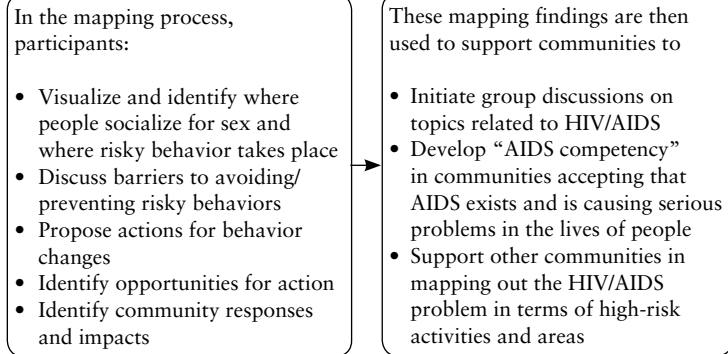 In the mapping process,
participants:
• Visualize and identify where
people socialize for sex and
where risky behavior takes place
• Discuss barriers to avoiding/
preventing risky behaviors
• Propose actions for behavior
changes
• Identify opportunities for action
• Identify community responses
and impacts
These mapping findings are then
used to support communities to
• Initiate group discussions on
topics related to HIV/AIDS
• Develop “AIDS competency”
in communities accepting that
AIDS exists and is causing serious
problems in the lives of people
• Support other communities in
mapping out the HIV/AIDS
problem in terms of high-risk
activities and areas